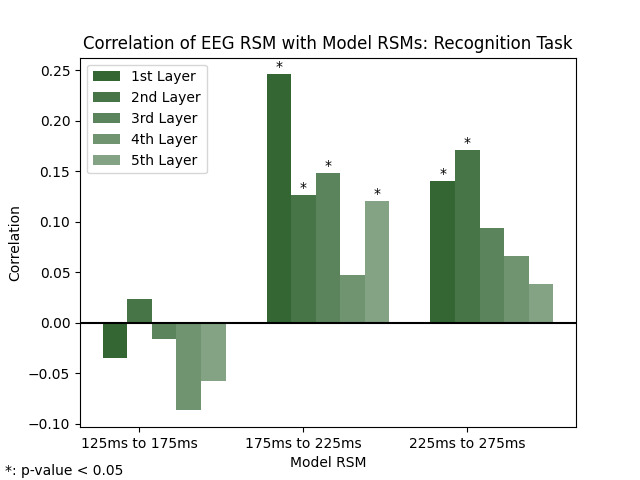 Correlation of EEG RSM with Model RSMs: Recognition Task
0.25
0.20
0.15
0.10
0.05
0.00
−0.05
−0.10
Correlation
1st Layer
2nd Layer
3rd Layer
4th Layer
5th Layer
*
*
*
*
*
*
125ms to 175ms
175ms to 225ms
225ms to 275ms
Model RSM
*: p-value < 0.05